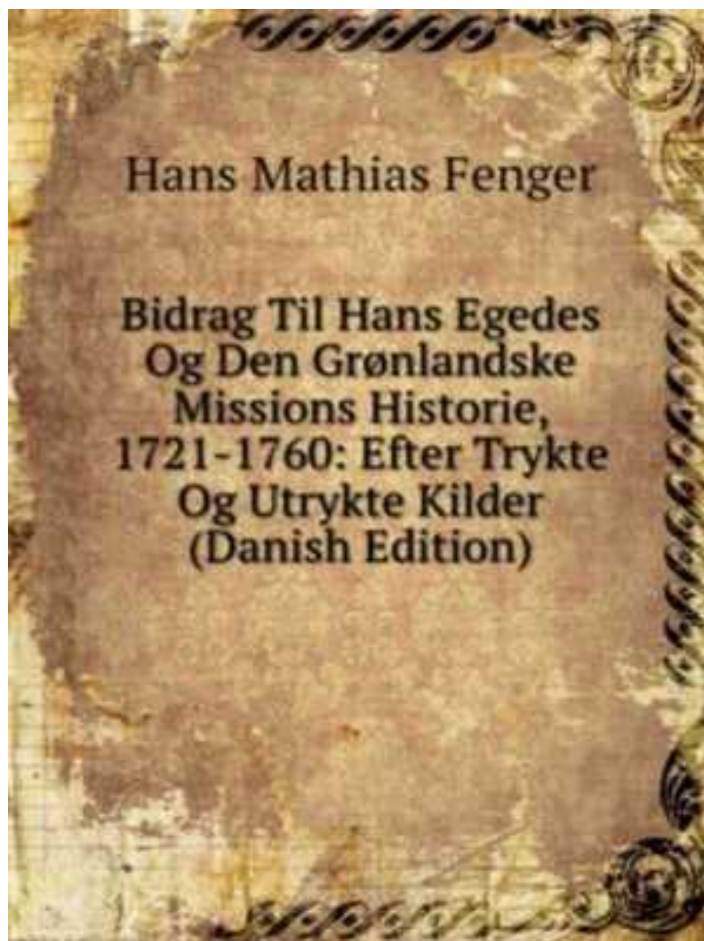 Hans Mathias Fenger
Bidrag Til Hans Egedes
Og Den Grønlandske
Missions Historie,
1721-1760: Efter Trykte
Og Utrykte Kilder
(Danish Edition)